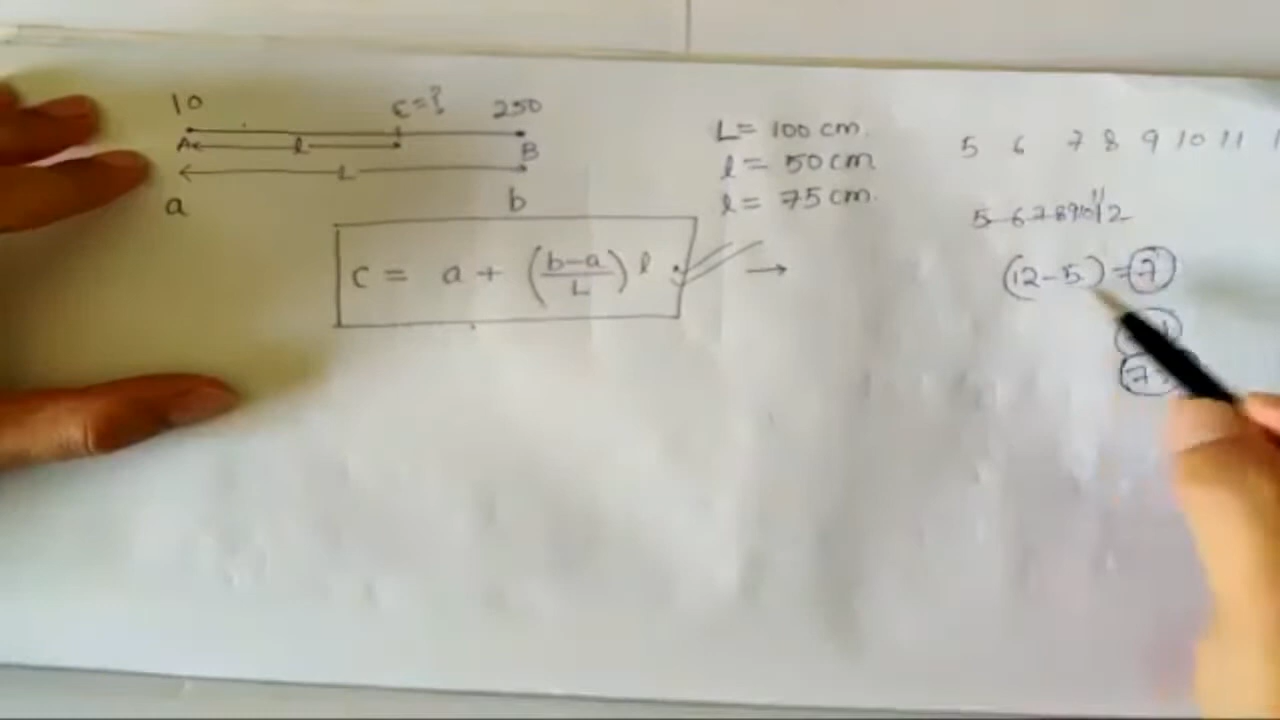 10 c=? 250
A l B
L
a b
c = a + (b-a/L) l
L= 100 cm.
l = 50 cm
l = 75 cm.
→
5 6 7 8 9 10 11
5 6 7 8 9 10 11 12
(12-5) = 7
7